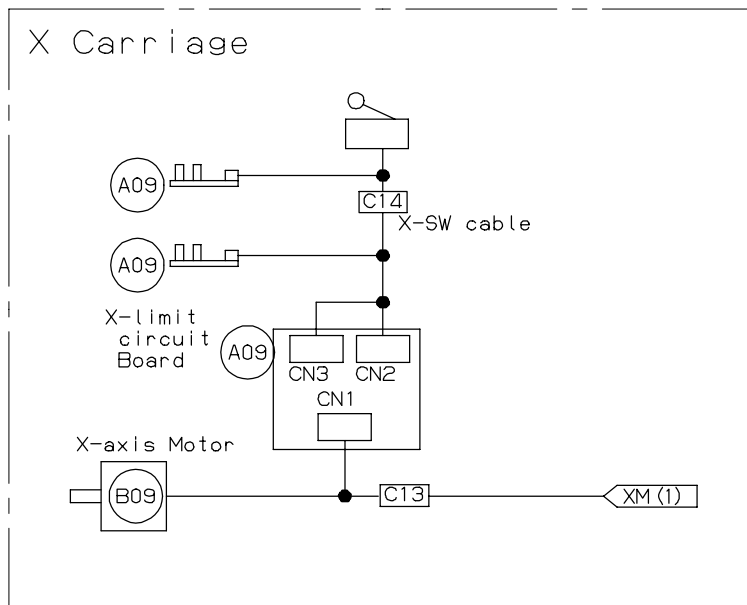 X Carriage
A09
C14
X-SW cable
A09
X-limit
circuit
Board
A09
CN3
CN2
CN1
X-axis Motor
B09
C13
XM (1)